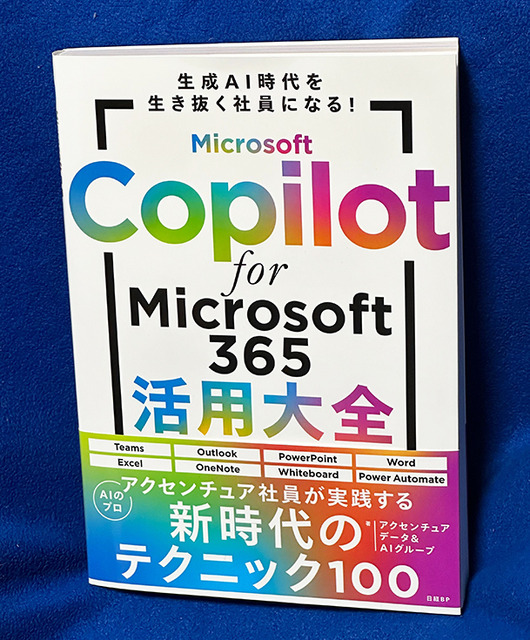 生成AI時代を
生き抜く社員になる！
Microsoft
Copilot
for
Microsoft
365
活用大全
Teams
Outlook
PowerPoint
Word
Excel
OneNote
Whiteboard
Power Automate
AIの
プロ
アクセンチュア社員が実践する
新時代の
テクニック100
著
アクセンチュア
データ&
AIグループ
日経BP